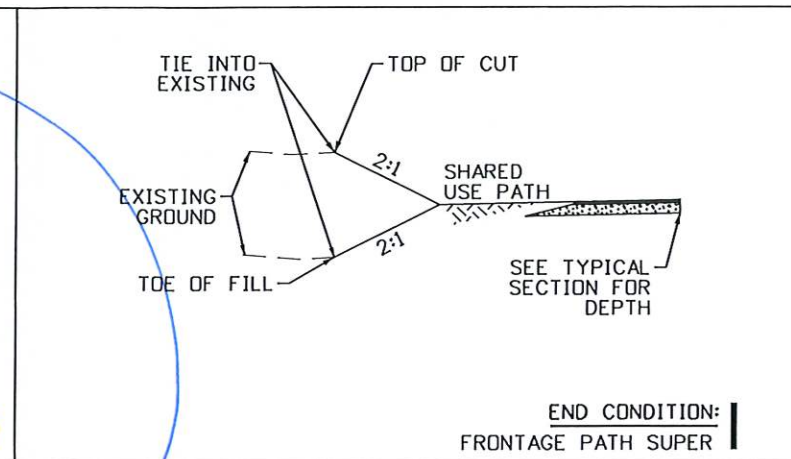 TIE INTO
EXISTING
TOP OF CUT
2:1
SHARED
USE PATH
EXISTING
GROUND
2:1
TOE OF FILL
SEE TYPICAL
SECTION FOR
DEPTH
END CONDITION:
FRONTAGE PATH SUPER